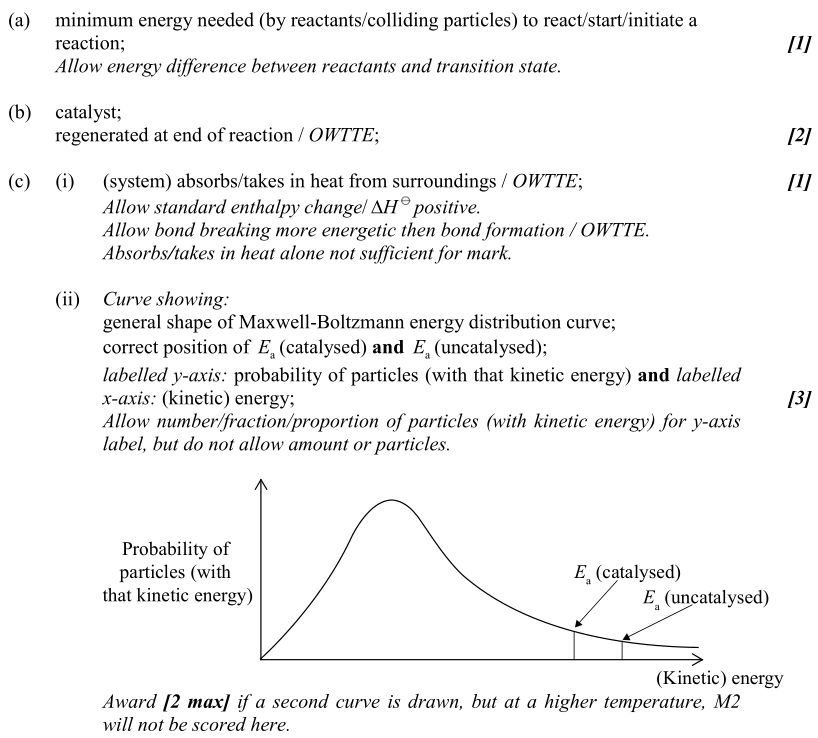 (a) minimum energy needed (by reactants/colliding particles) to react/start/initiate a
reaction; [1]
Allow energy difference between reactants and transition state.
(b) catalyst;
regenerated at end of reaction / OWTTE; [2]
(c) (i) (system) absorbs/takes in heat from surroundings / OWTTE; [1]
Allow standard enthalpy change/ ΔH⊖ positive.
Allow bond breaking more energetic then bond formation / OWTTE.
Absorbs/takes in heat alone not sufficient for mark.
(ii) Curve showing:
general shape of Maxwell-Boltzmann energy distribution curve;
correct position of Ea (catalysed) and Ea (uncatalysed);
labelled y-axis: probability of particles (with that kinetic energy) and labelled
x-axis: (kinetic) energy; [3]
Allow number/fraction/proportion of particles (with kinetic energy) for y-axis
label, but do not allow amount or particles.
Probability of
particles (with
that kinetic energy)
Ea (catalysed)
Ea (uncatalysed)
(Kinetic) energy
Award [2 max] if a second curve is drawn, but at a higher temperature, M2
will not be scored here.